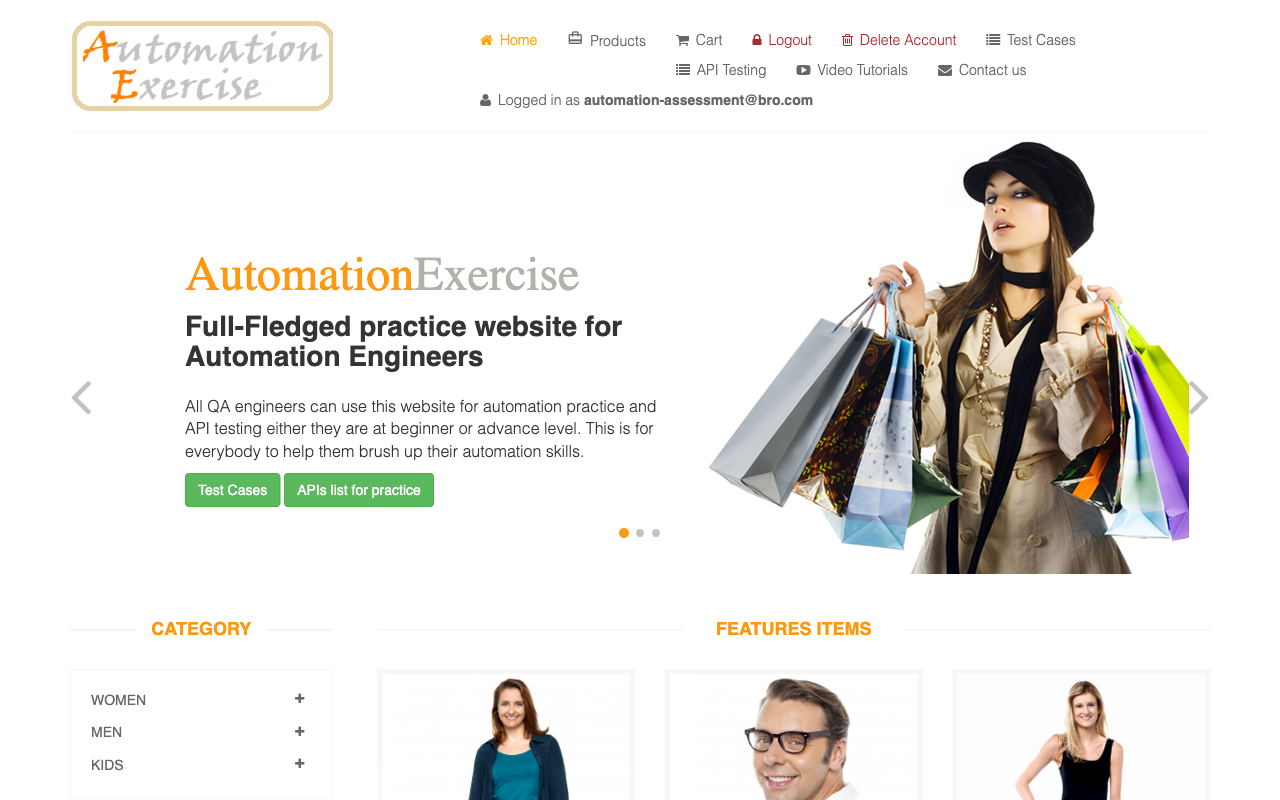 Automation
Exercise
Home
Products
Cart
Logout
Delete Account
Test Cases
API Testing
Video Tutorials
Contact us
Logged in as automation-assessment@bro.com
AutomationExercise
Full-Fledged practice website for
Automation Engineers
All QA engineers can use this website for automation practice and
API testing either they are at beginner or advance level. This is for
everybody to help them brush up their automation skills.
Test Cases
APIs list for practice
CATEGORY
FEATURES ITEMS
WOMEN
MEN
KIDS